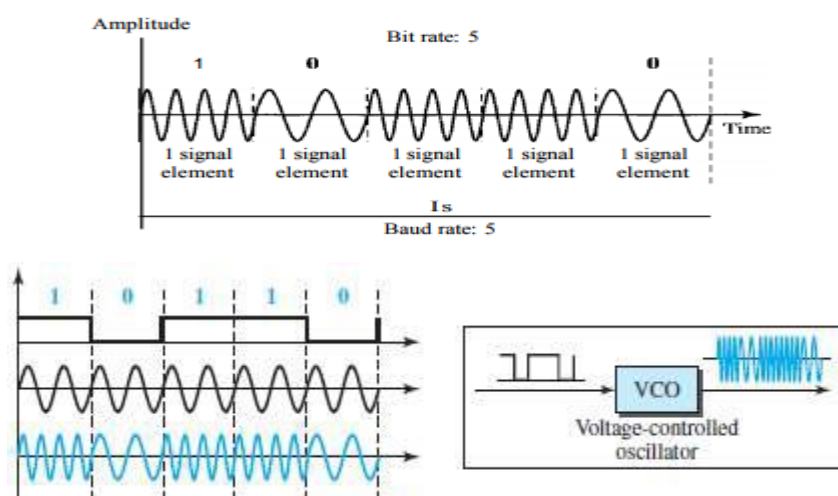 Amplitude
Bit rate: 5
1 0 0
Time
1 signal 1 signal 1 signal 1 signal 1 signal
element element element element element
1s
Baud rate: 5
1 0 1 1 0
VCO
Voltage-controlled
oscillator